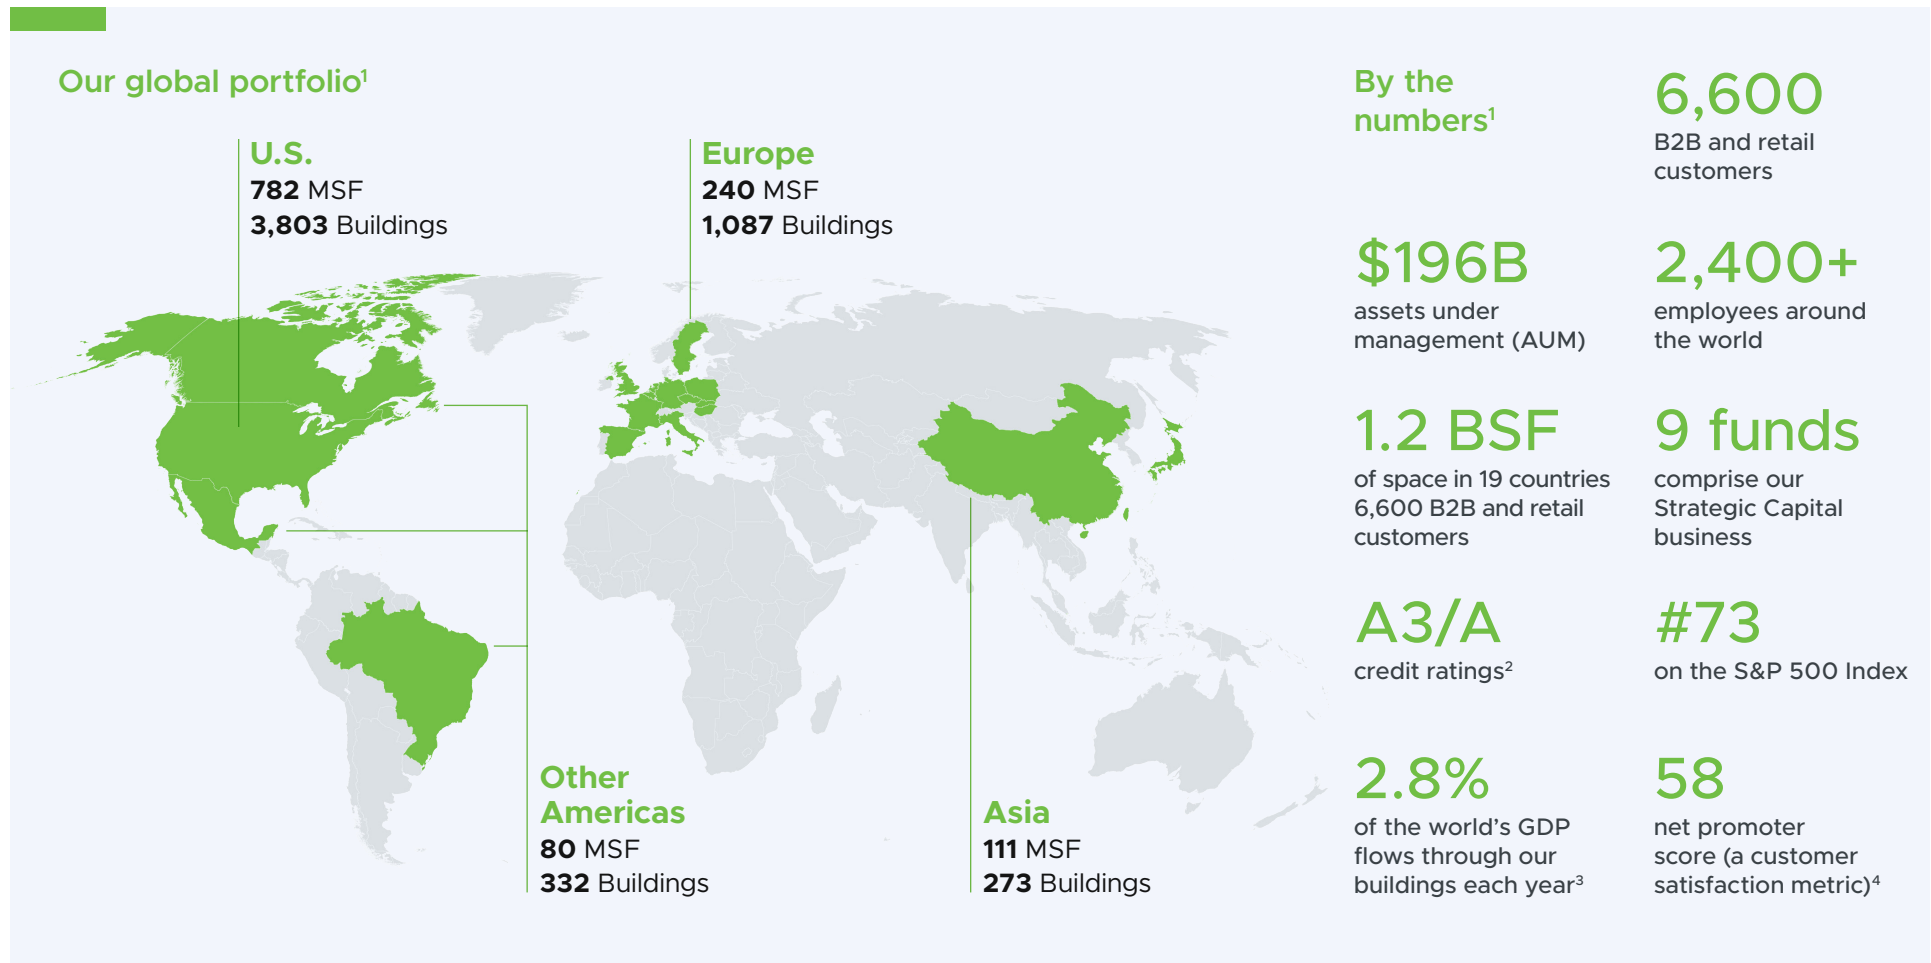 Our global portfolio¹
U.S.
782 MSF
3,803 Buildings
Europe
240 MSF
1,087 Buildings
Other
Americas
80 MSF
332 Buildings
Asia
111 MSF
273 Buildings
By the
numbers¹
6,600
B2B and retail
customers
$196B
assets under
management (AUM)
2,400+
employees around
the world
1.2 BSF
of space in 19 countries
6,600 B2B and retail
customers
9 funds
comprise our
Strategic Capital
business
A3/A
credit ratings²
#73
on the S&P 500 Index
2.8%
of the world’s GDP
flows through our
buildings each year³
58
net promoter
score (a customer
satisfaction metric)⁴